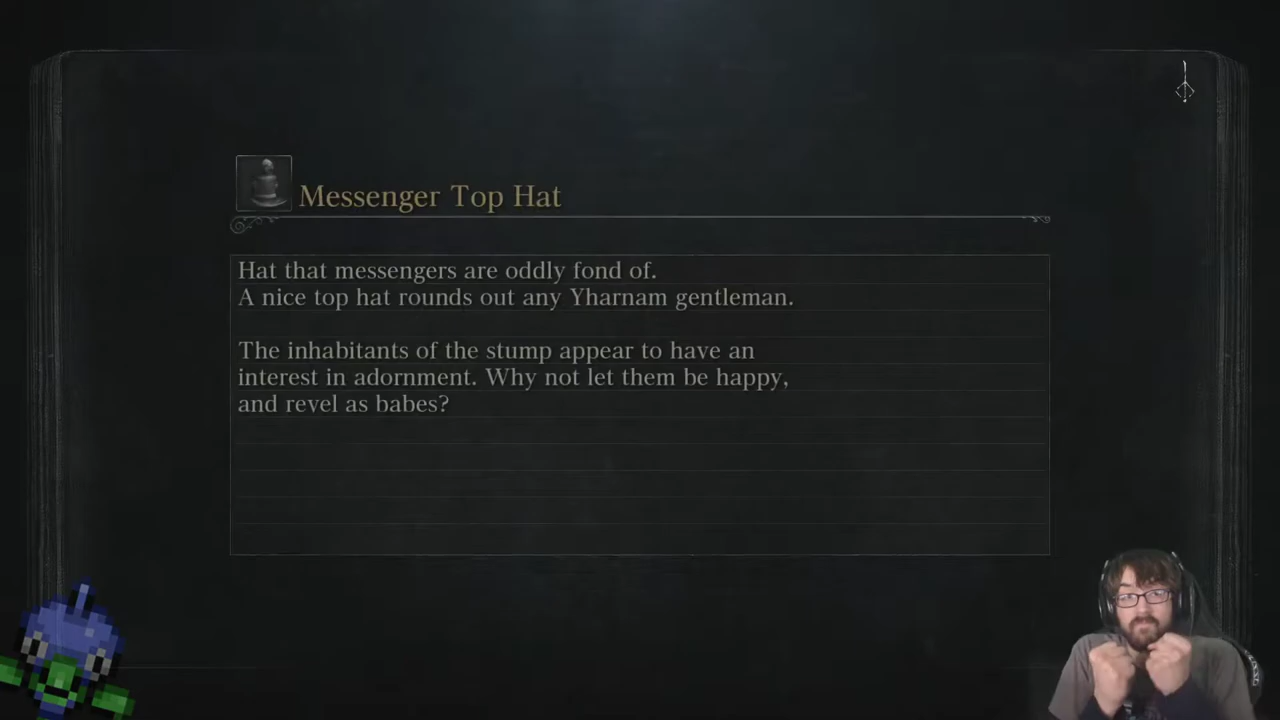 Messenger Top Hat
Hat that messengers are oddly fond of.
A nice top hat rounds out any Yharnam gentleman.
The inhabitants of the stump appear to have an
interest in adornment. Why not let them be happy,
and revel as babes?